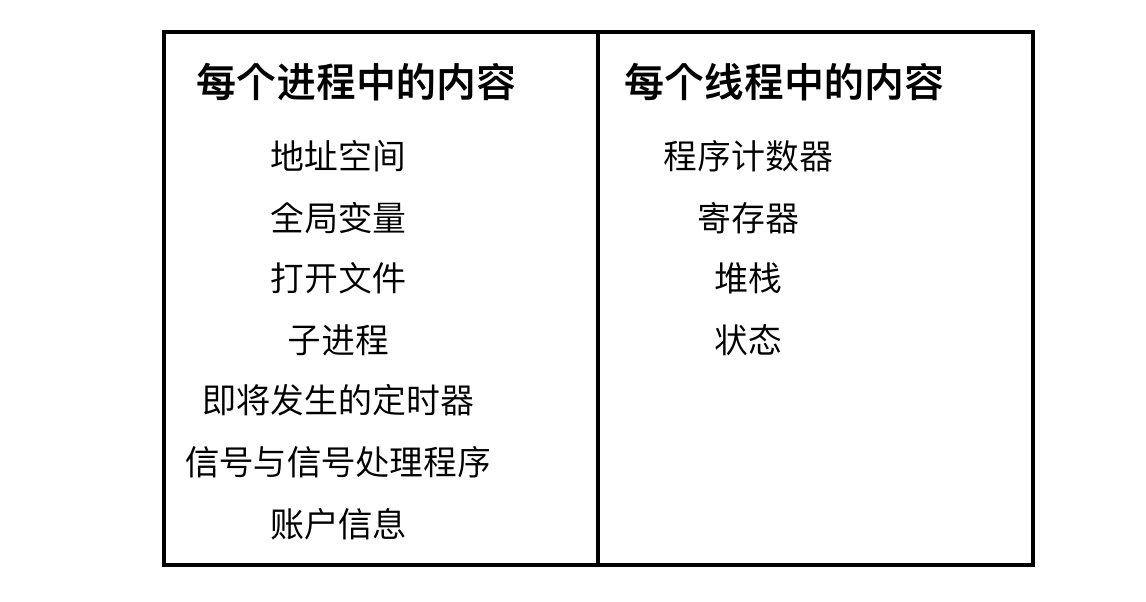 每个进程中的内容
地址空间
全局变量
打开文件
子进程
即将发生的定时器
信号与信号处理程序
账户信息
每个线程中的内容
程序计数器
寄存器
堆栈
状态